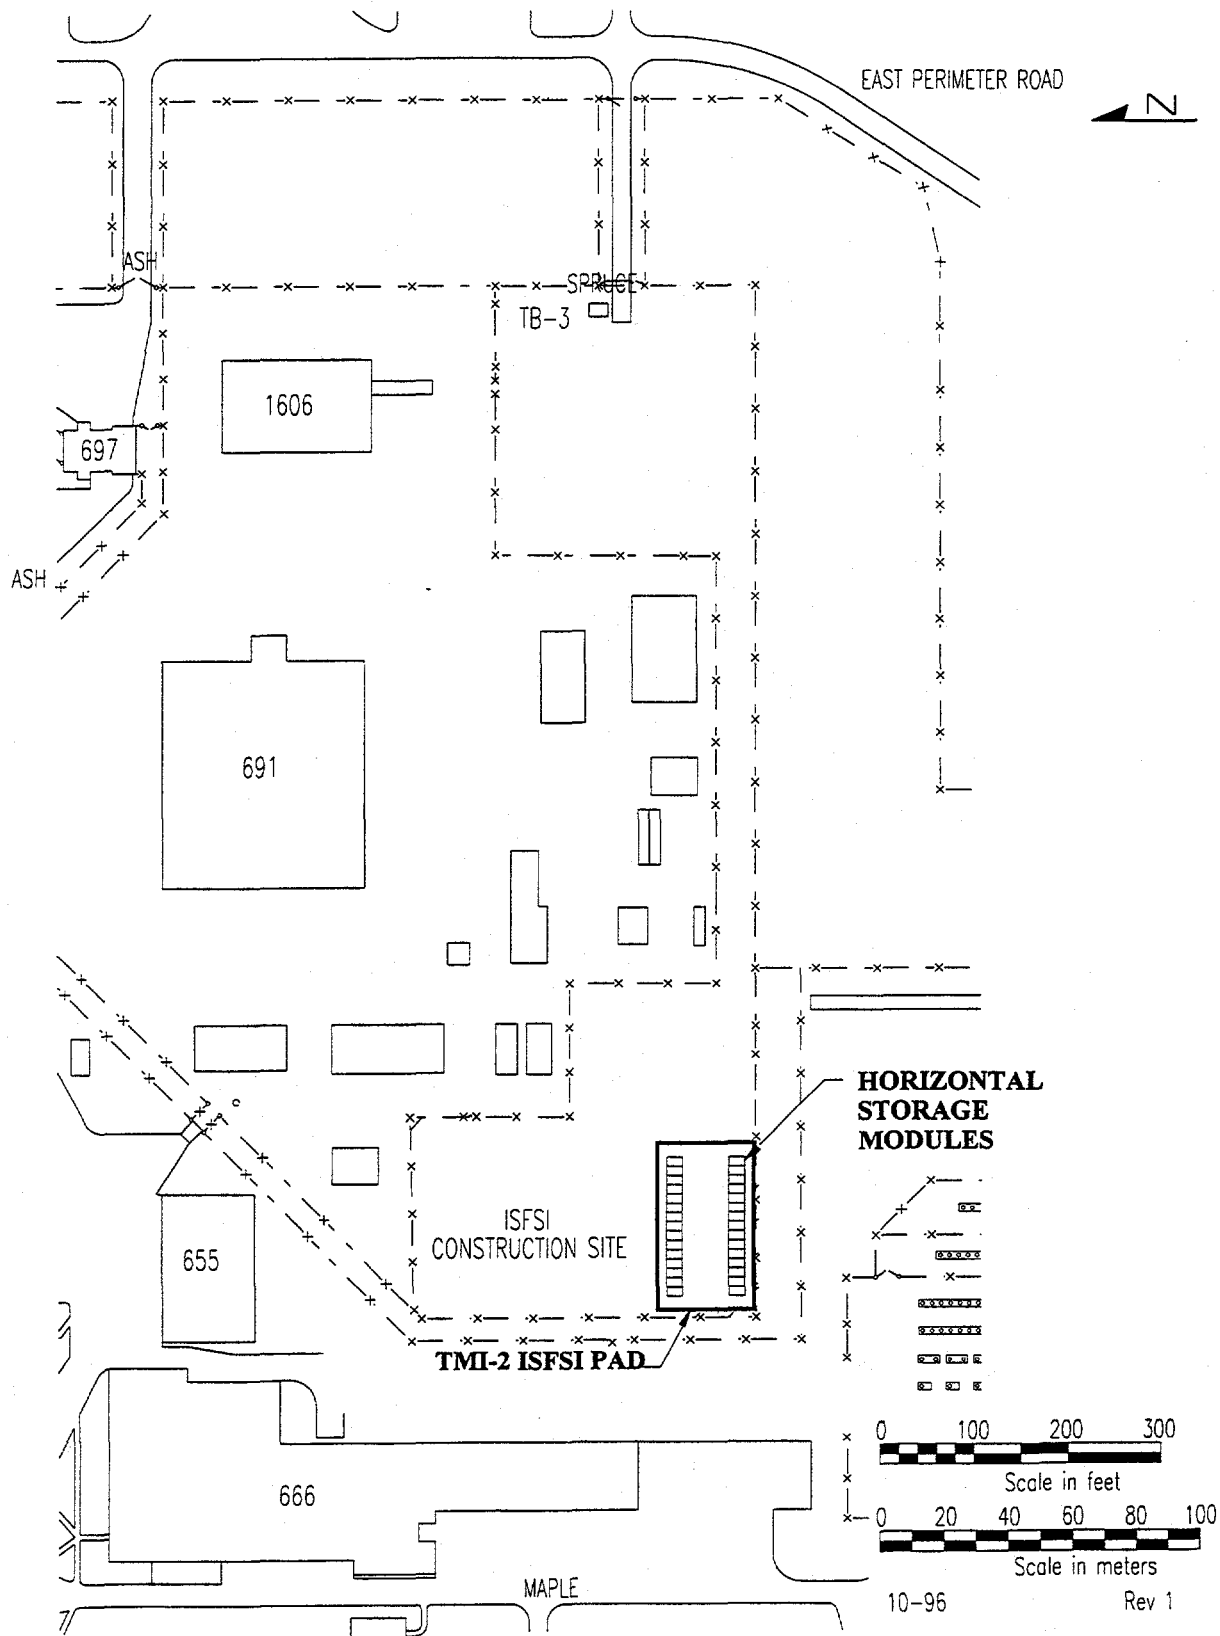 EAST PERIMETER ROAD
N
ASH
SPRUCE
TB-3
1606
697
ASH
691
HORIZONTAL
STORAGE
MODULES
ISFSI
CONSTRUCTION SITE
655
TMI-2 ISFSI PAD
0 100 200 300
Scale in feet
666
0 20 40 60 80 100
Scale in meters
MAPLE
10-96
Rev 1